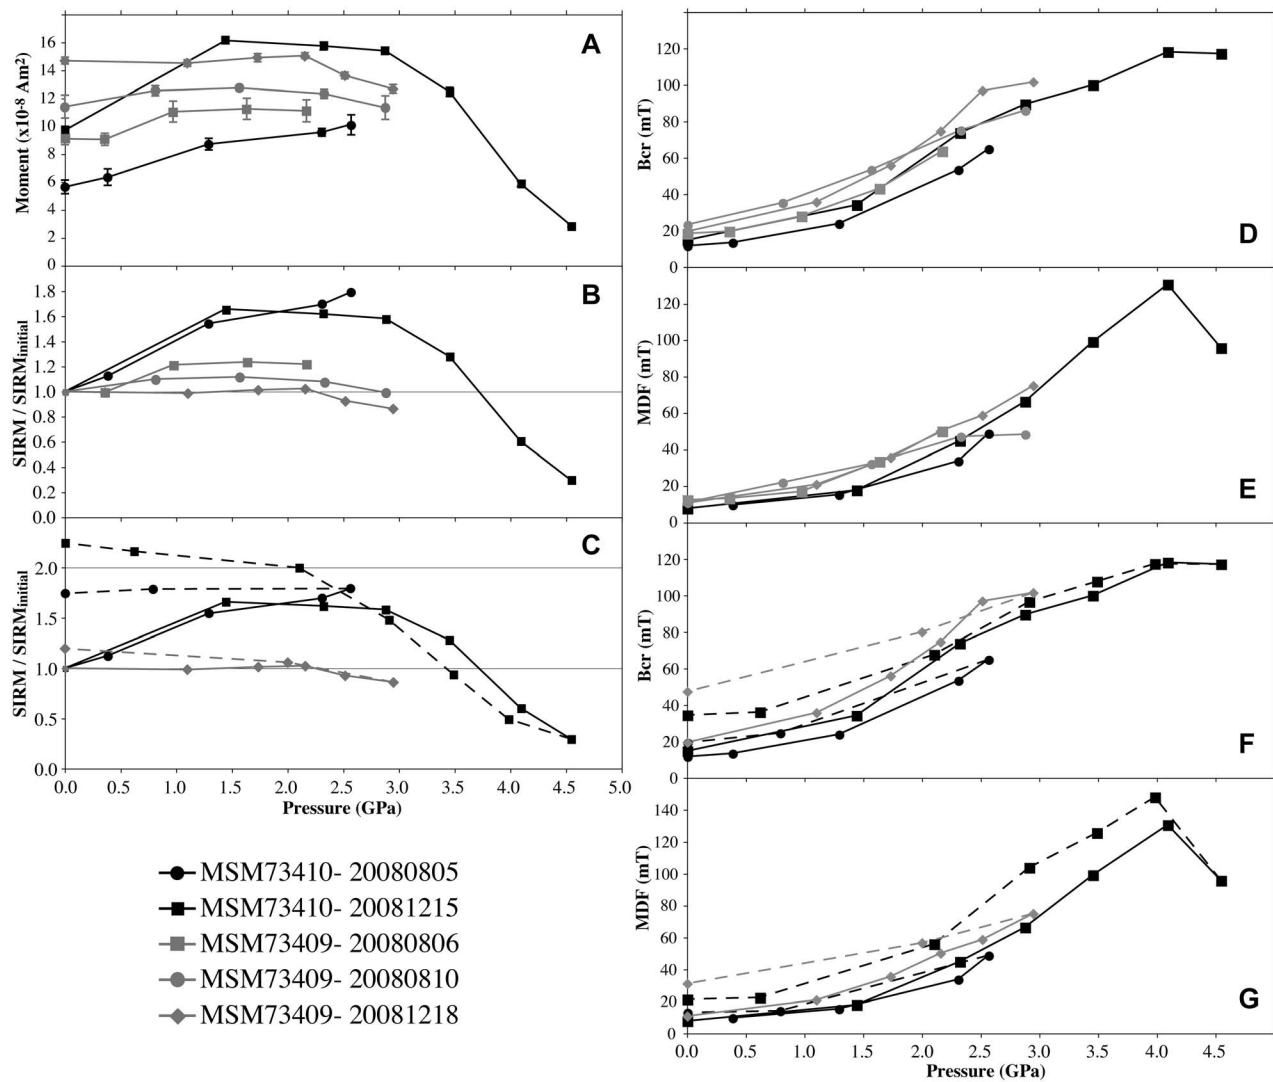 A
Moment (x10⁻⁸ Am²)
16
14
12
10
8
6
4
2
0
B
SIRM / SIRMinitial
1.8
1.6
1.4
1.2
1.0
0.8
0.6
0.4
0.2
0.0
C
SIRM / SIRMinitial
2.0
1.5
1.0
0.5
0.0
0.0 0.5 1.0 1.5 2.0 2.5 3.0 3.5 4.0 4.5 5.0
Pressure (GPa)
MSM73410- 20080805
MSM73410- 20081215
MSM73409- 20080806
MSM73409- 20080810
MSM73409- 20081218
D
Bcr (mT)
120
100
80
60
40
20
0
E
MDF (mT)
120
100
80
60
40
20
0
F
Bcr (mT)
120
100
80
60
40
20
0
G
MDF (mT)
140
120
100
80
60
40
20
0
0.0 0.5 1.0 1.5 2.0 2.5 3.0 3.5 4.0 4.5
Pressure (GPa)